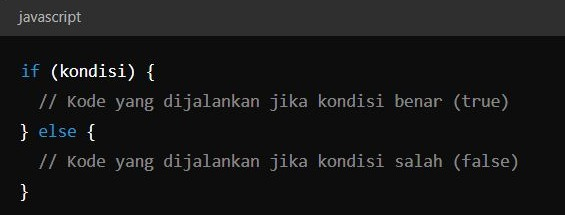 javascript
if (kondisi) {
// Kode yang dijalankan jika kondisi benar (true)
} else {
// Kode yang dijalankan jika kondisi salah (false)
}